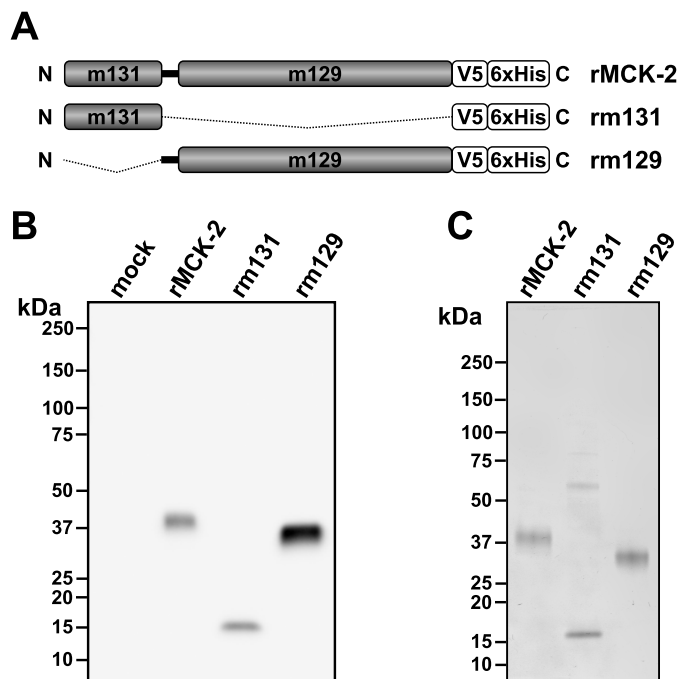 A
N m131 m129 V5 6xHis C rMCK-2
N m131 V5 6xHis C rm131
N m129 V5 6xHis C rm129
B
mock rMCK-2 rm131 rm129
kDa
250
150
100
75
50
37
25
20
15
10
C
rMCK-2 rm131 rm129
kDa
250
150
100
75
50
37
25
20
15
10